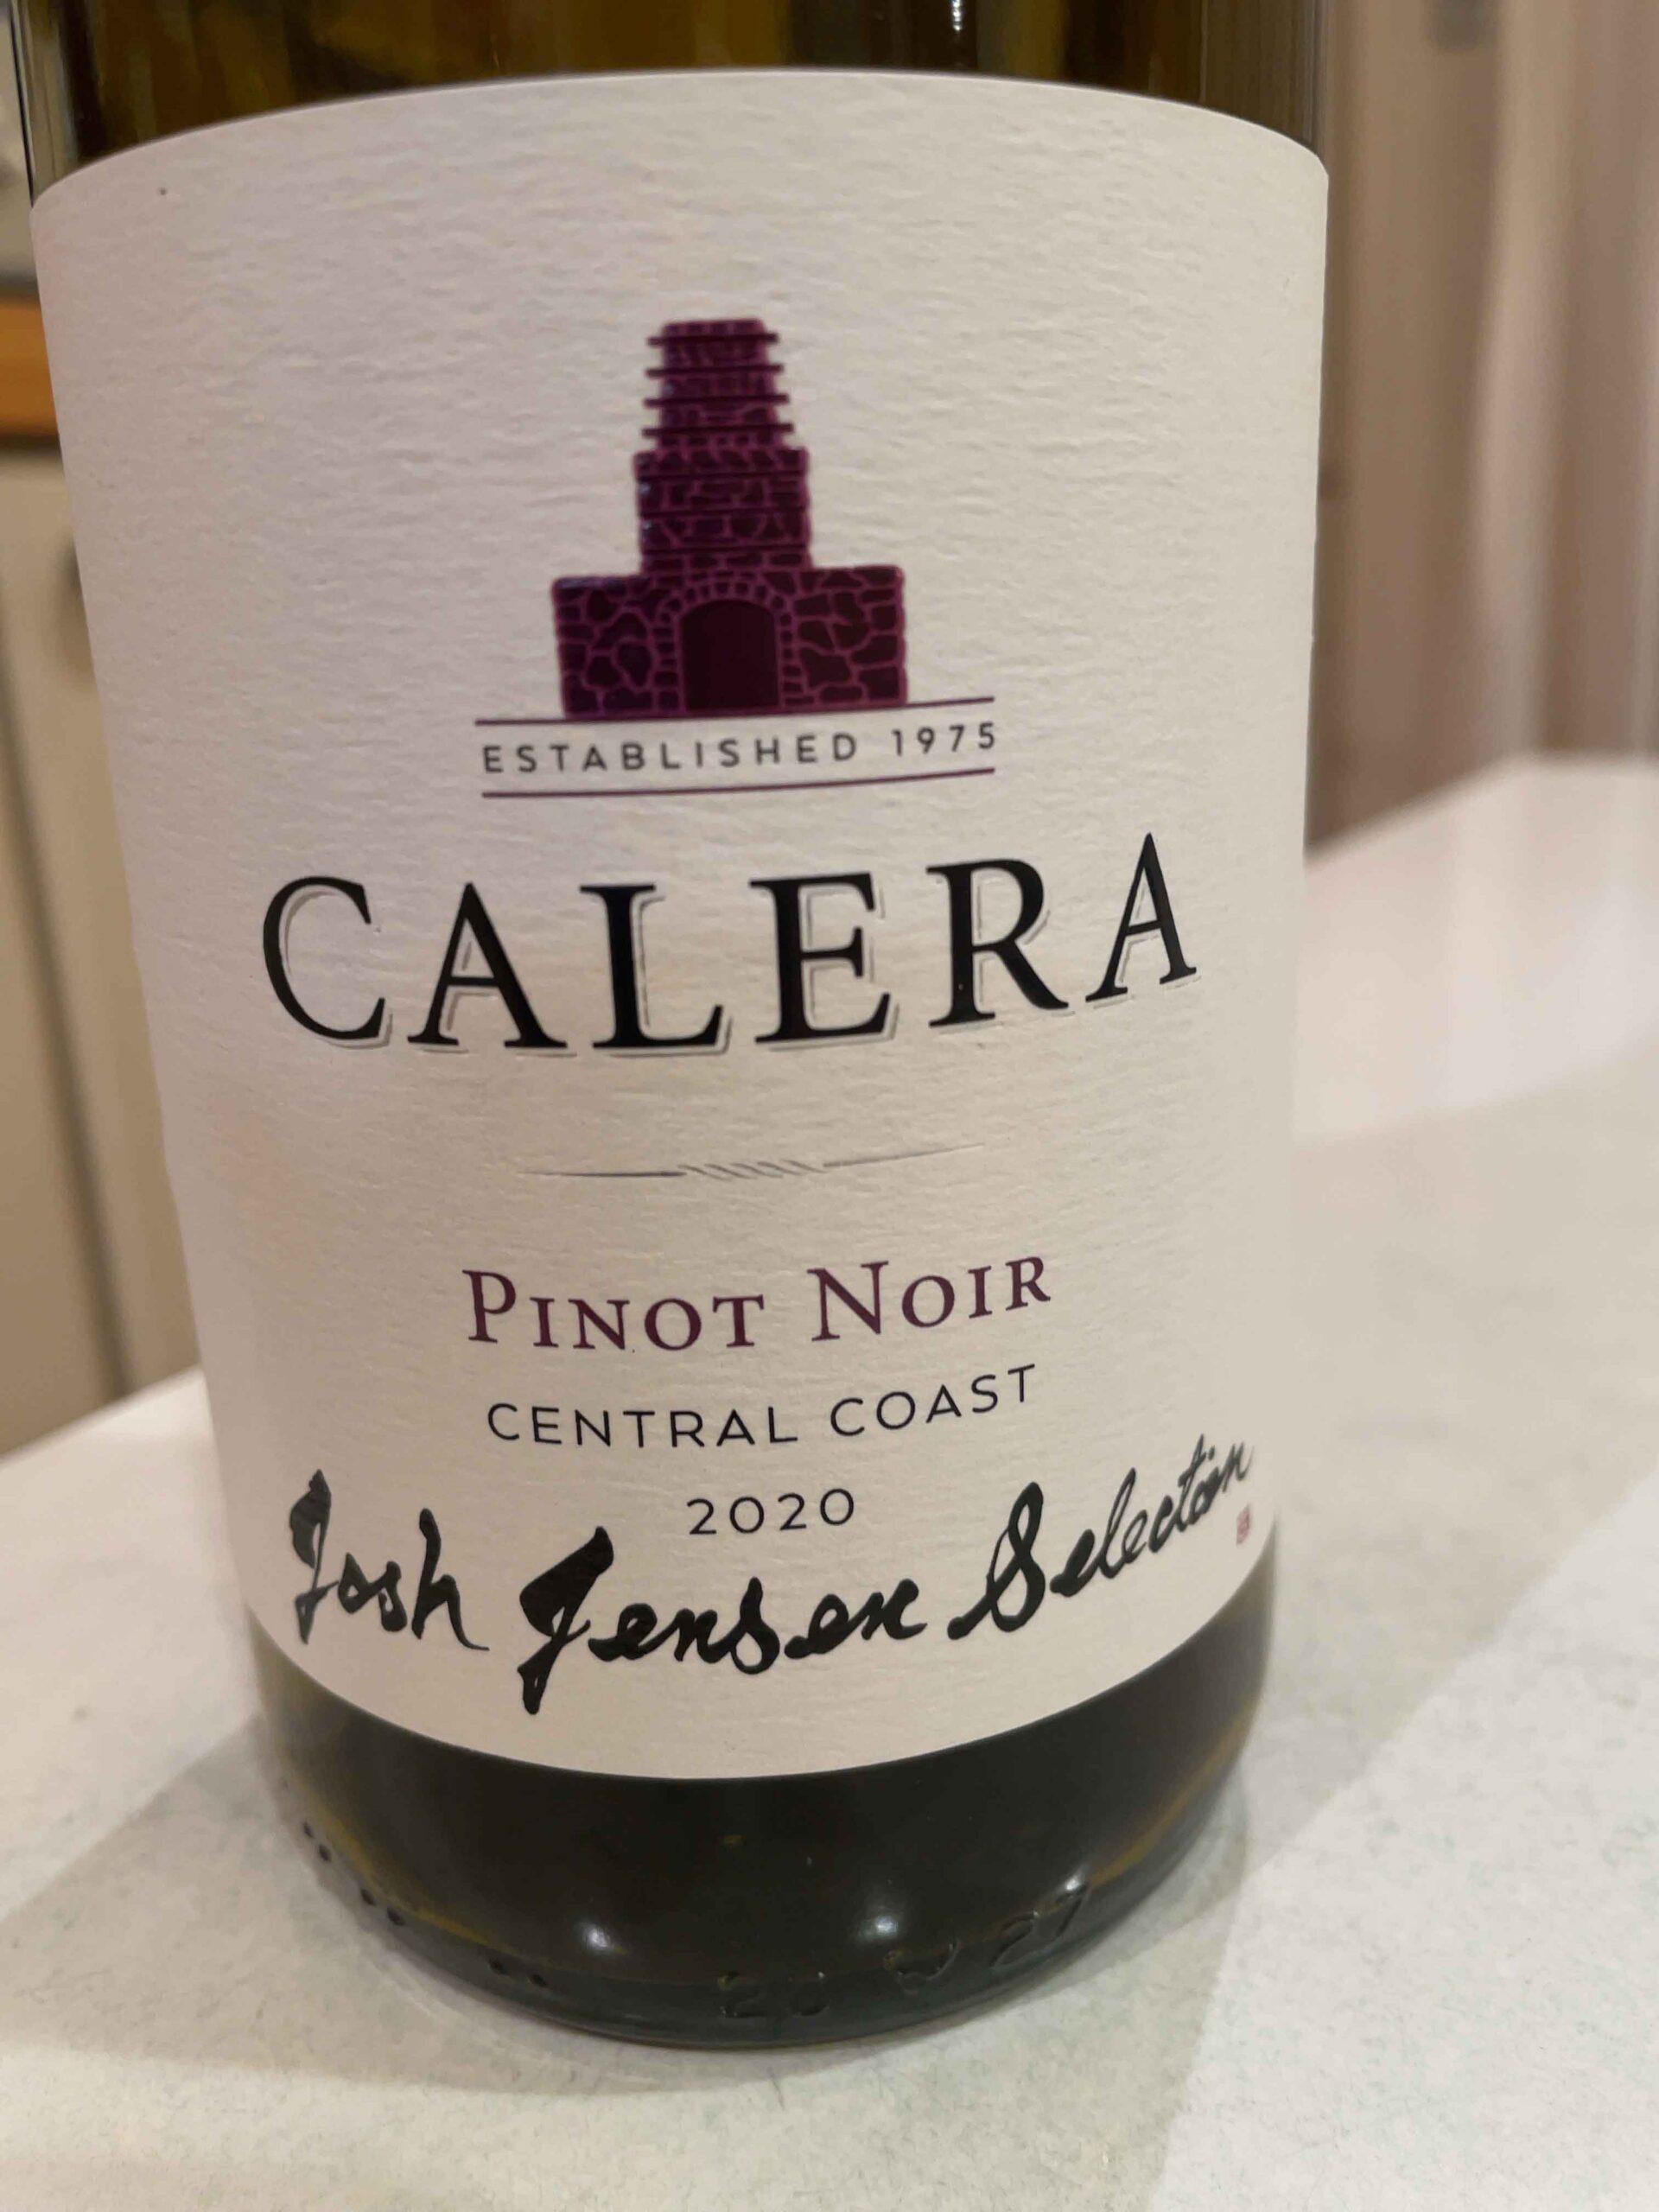 ESTABLISHED 1975
CALERA
PINOT NOIR
CENTRAL COAST
2020
Josh Jensen Selection